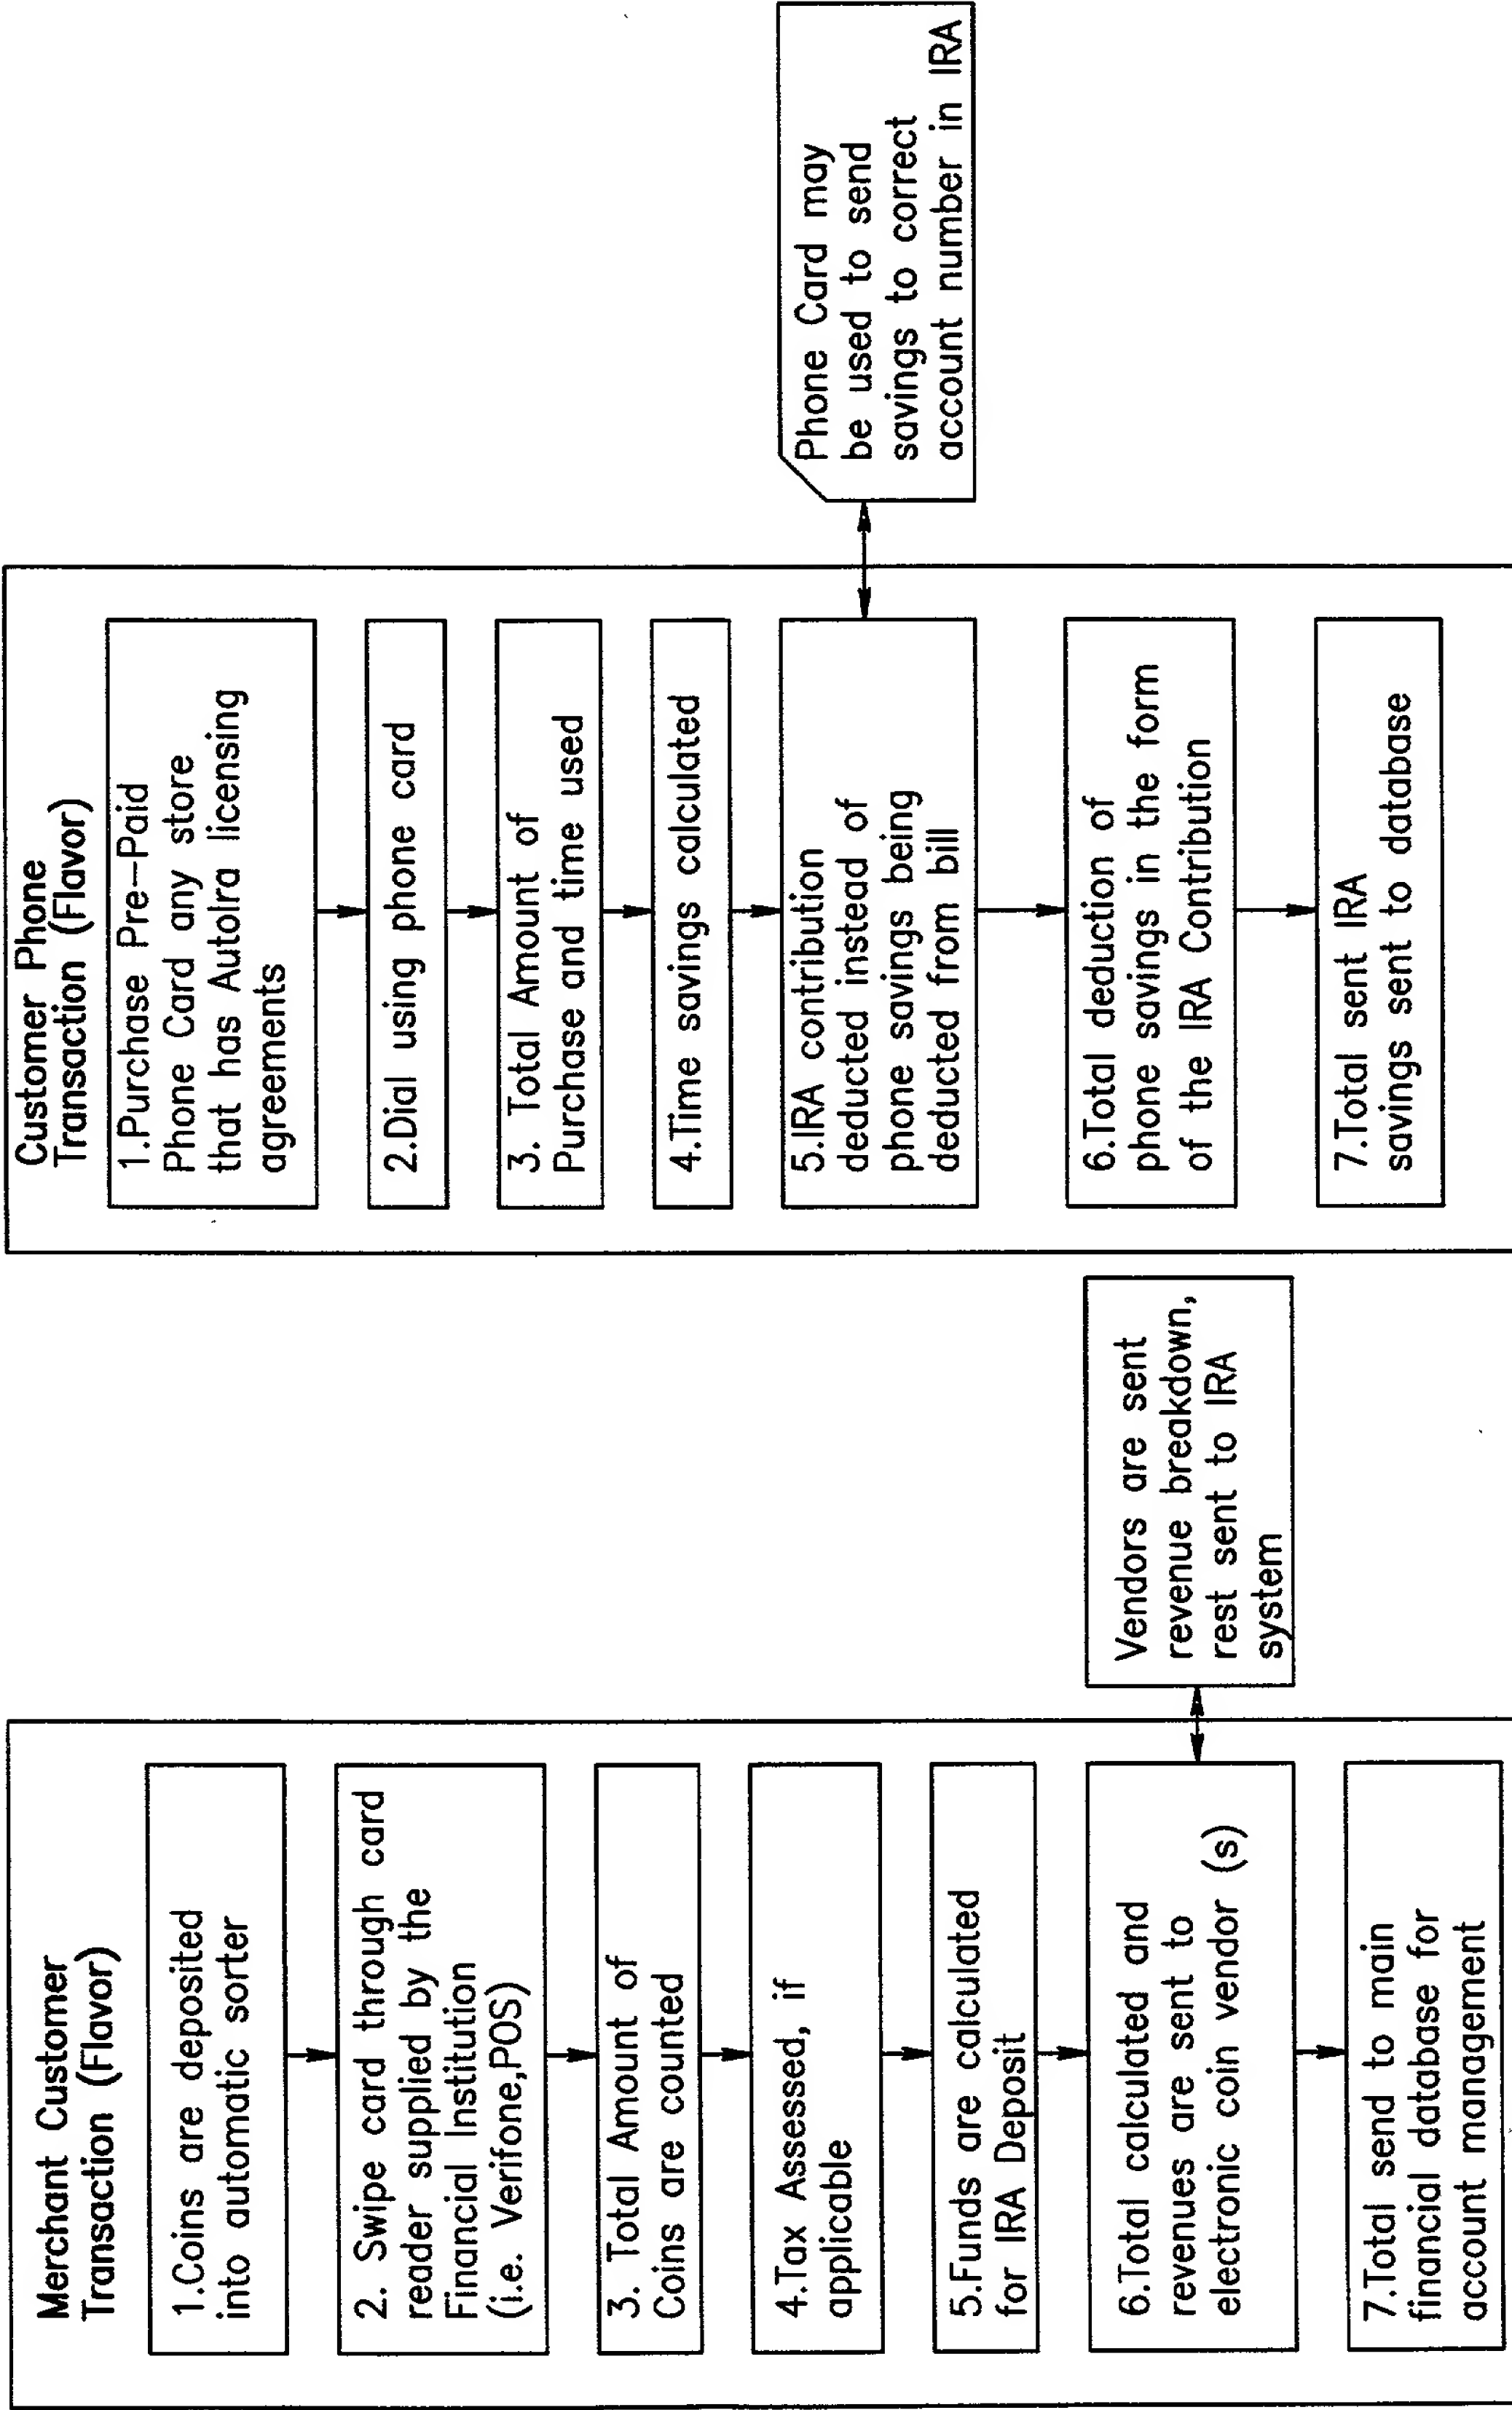 Merchant Customer
Transaction (Flavor)
1.Coins are deposited
into automatic sorter
2. Swipe card through card
reader supplied by the
Financial Institution
(i.e. Verifone,POS)
3. Total Amount of
Coins are counted
4.Tax Assessed, if
applicable
5.Funds are calculated
for IRA Deposit
6.Total calculated and
revenues are sent to
electronic coin vendor (s)
7.Total send to main
financial database for
account management
Vendors are sent
revenue breakdown,
rest sent to IRA
system
Customer Phone
Transaction (Flavor)
1.Purchase Pre-Paid
Phone Card any store
that has AutoIra licensing
agreements
2.Dial using phone card
3. Total Amount of
Purchase and time used
4.Time savings calculated
5.IRA contribution
deducted instead of
phone savings being
deducted from bill
6.Total deduction of
phone savings in the form
of the IRA Contribution
7.Total sent IRA
savings sent to database
Phone Card may
be used to send
savings to correct
account number in IRA